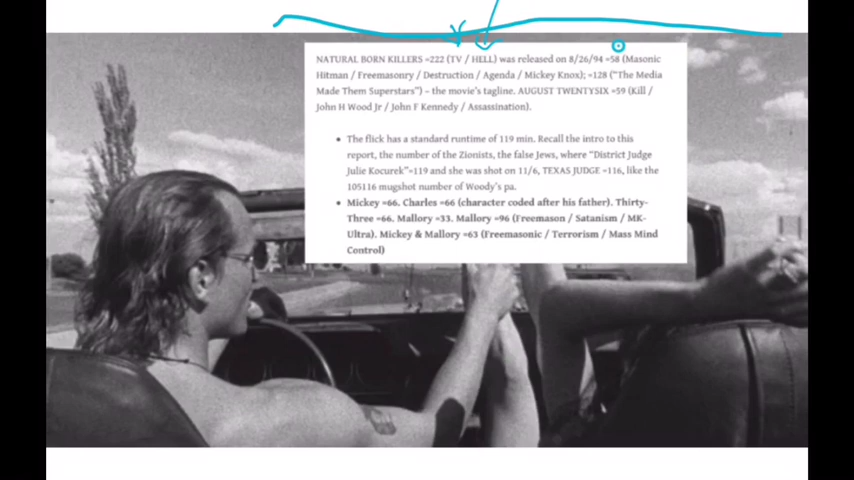 NATURAL BORN KILLERS =222 (TV / HELL) was released on 8/26/94 =58 (Masonic
Hitman / Freemasonry / Destruction / Agenda / Mickey Knox); =128 ("The Media
Made Them Superstars") – the movie's tagline. AUGUST TWENTYSIX =59 (Kill /
John H Wood Jr / John F Kennedy / Assassination).
• The flick has a standard runtime of 119 min. Recall the intro to this
report, the number of the Zionists, the false Jews, where "District Judge
Julie Kocurek"=119 and she was shot on 11/6, TEXAS JUDGE =116, like the
105116 mugshot number of Woody's pa.
• Mickey =66. Charles =66 (character coded after his father). Thirty-
Three =66. Mallory =33. Mallory =96 (Freemason / Satanism / MK-
Ultra). Mickey & Mallory =63 (Freemasonic / Terrorism / Mass Mind
Control)